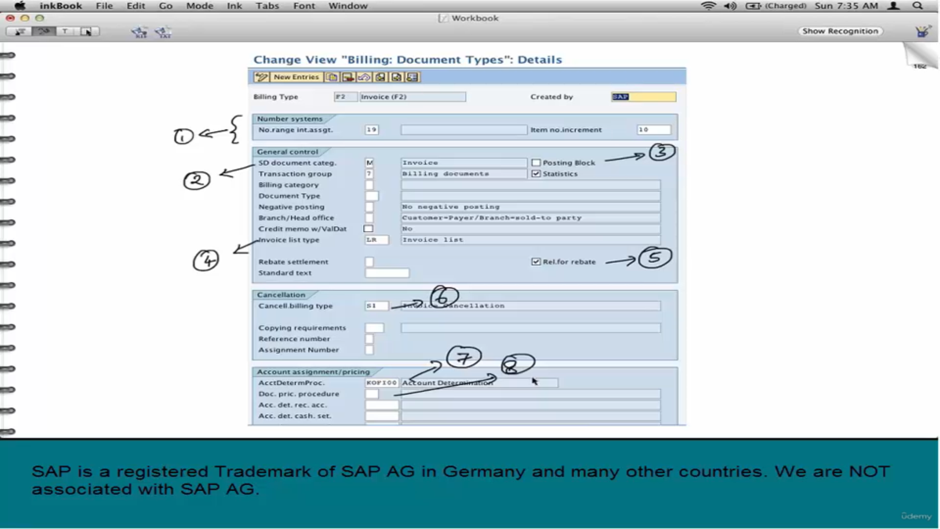 inkBook File Edit Go Mode Ink Tabs Font Window (Charged) Sun 7:35 AM
Workbook
T Show Recognition
Change View "Billing: Document Types": Details
New Entries
Billing Type F2 Invoice (F2) Created by SAP
Number systems
No.range int.assgt. 19 Item no.increment 10
1
General control
3
SD document categ. M Invoice Posting Block
2 Transaction group 7 Billing documents Statistics
Billing category
Document Type
Negative posting No negative posting
Branch/Head office Customer=Payer/Branch=sold-to party
Credit memo w/ValDat No
Invoice list type LR Invoice list
4 Rebate settlement Rel.for rebate 5
Standard text
Cancellation
6
Cancell.billing type S1 Invoice Cancellation
Copying requirements
Reference number
Assignment Number
7 8
Account assignment/pricing
AcctDetermProc. KOFI00 Account Determination
Doc. pric. procedure
Acc. det. rec. acc.
Acc. det. cash. set.
SAP is a registered Trademark of SAP AG in Germany and many other countries. We are NOT
associated with SAP AG.
ûdemy